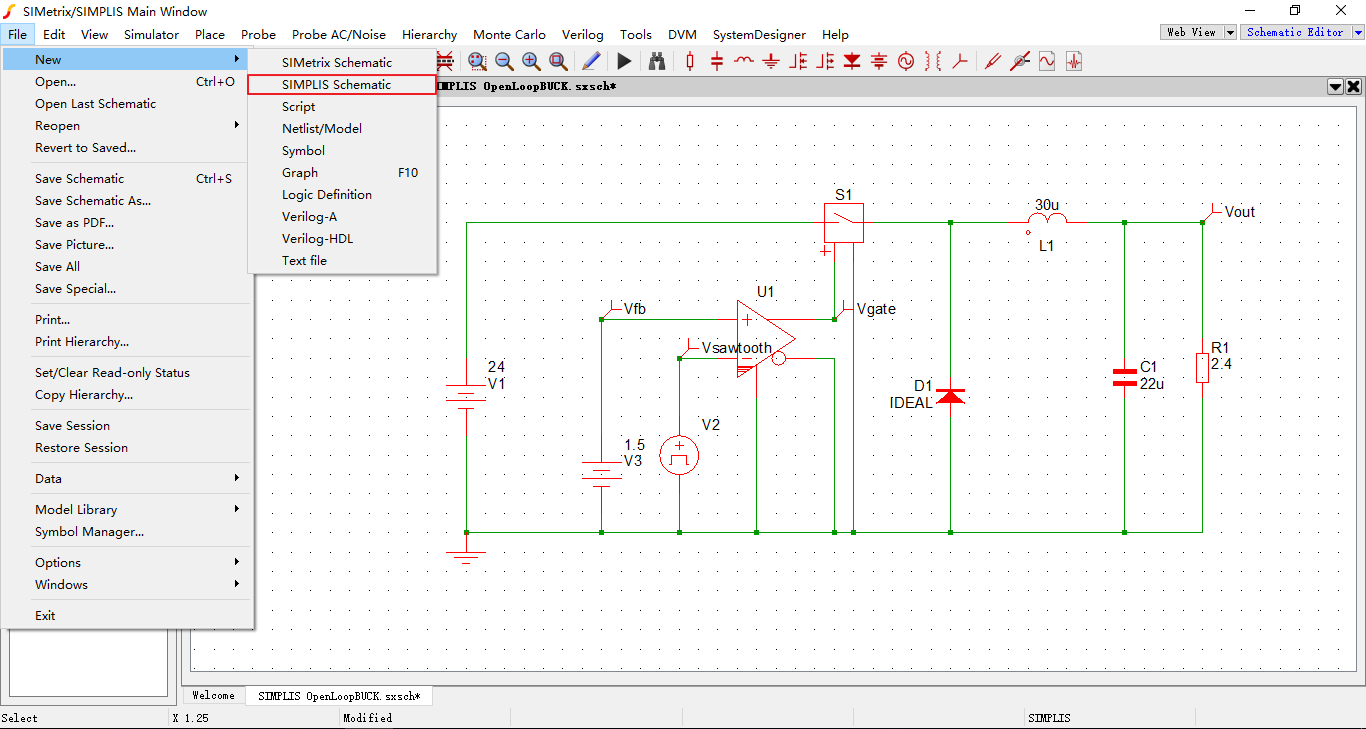 SIMetrix/SIMPLIS Main Window
File Edit View Simulator Place Probe Probe AC/Noise Hierarchy Monte Carlo Verilog Tools DVM SystemDesigner Help
Web View Schematic Editor
New
Open... Ctrl+O
Open Last Schematic
Reopen
Revert to Saved...
Save Schematic Ctrl+S
Save Schematic As...
Save as PDF...
Save Picture...
Save All
Save Special...
Print...
Print Hierarchy...
Set/Clear Read-only Status
Copy Hierarchy...
Save Session
Restore Session
Data
Model Library
Symbol Manager...
Options
Windows
Exit
SIMetrix Schematic
SIMPLIS Schematic
Script
Netlist/Model
Symbol
Graph F10
Logic Definition
Verilog-A
Verilog-HDL
Text file
OpenLoopBUCK.sxsch*
S1
30u
L1
Vout
U1
Vfb
Vgate
Vsawtooth
24
V1
R1
2.4
C1
22u
D1
IDEAL
V2
1.5
V3
Welcome SIMPLIS OpenLoopBUCK.sxsch*
Select X 1.25 Modified SIMPLIS